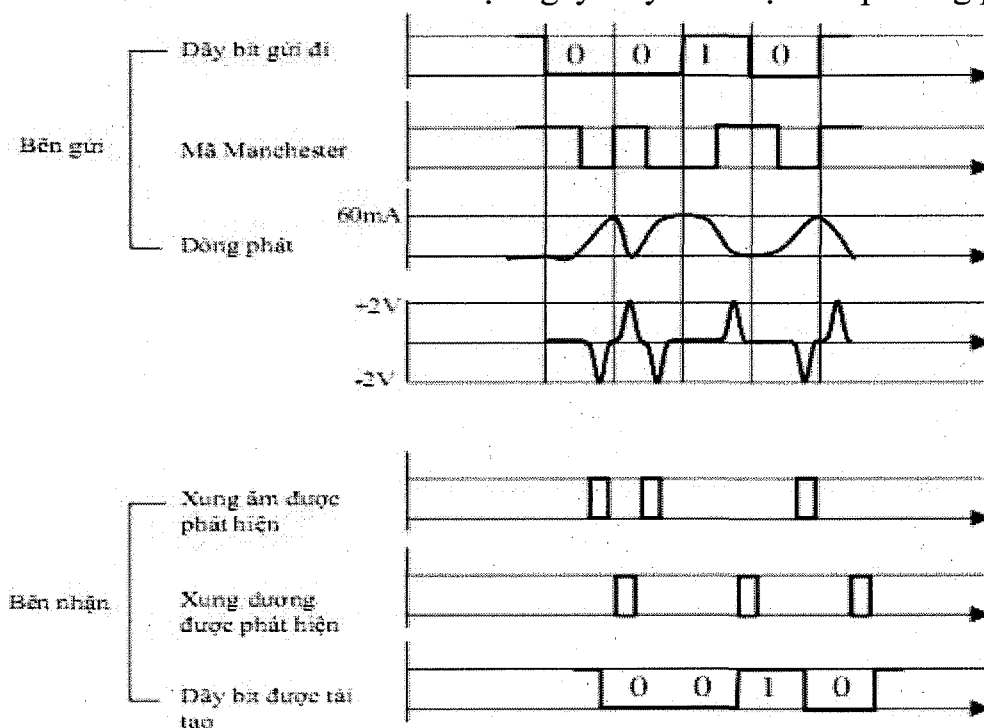 Dãy bit gửi đi
0 0 1 0
Bên gửi
Mã Manchester
60mA
Dòng phát
+2V
-2V
Xung âm được
phát hiện
Bên nhận
Xung dương
được phát hiện
0 0 1 0
Dãy bit được tái
tạo